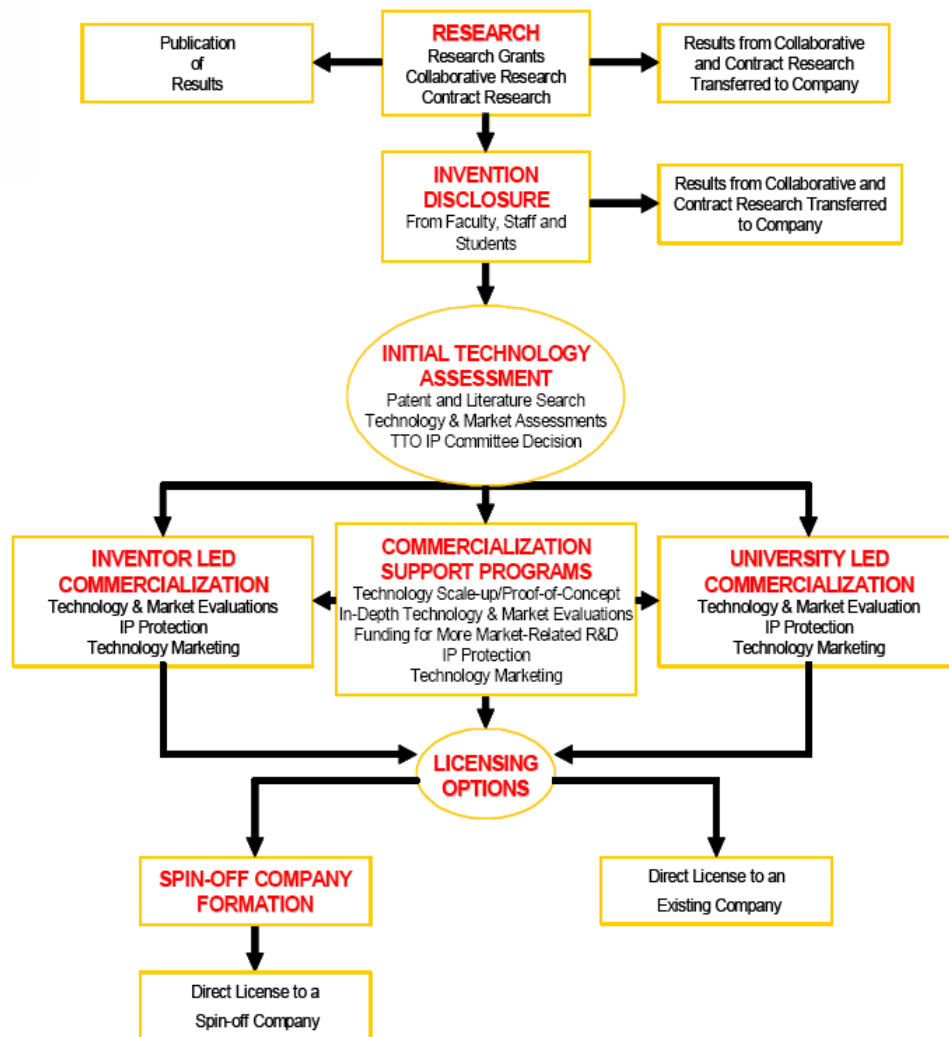 Publication
of
Results
RESEARCH
Research Grants
Collaborative Research
Contract Research
Results from Collaborative
and Contract Research
Transferred to Company
INVENTION
DISCLOSURE
From Faculty, Staff and
Students
Results from Collaborative and
Contract Research Transferred
to Company
INITIAL TECHNOLOGY
ASSESSMENT
Patent and Literature Search
Technology & Market Assessments
TTO IP Committee Decision
INVENTOR LED
COMMERCIALIZATION
Technology & Market Evaluations
IP Protection
Technology Marketing
COMMERCIALIZATION
SUPPORT PROGRAMS
Technology Scale-up/Proof-of-Concept
In-Depth Technology & Market Evaluations
Funding for More Market-Related R&D
IP Protection
Technology Marketing
UNIVERSITY LED
COMMERCIALIZATION
Technology & Market Evaluation
IP Protection
Technology Marketing
LICENSING
OPTIONS
SPIN-OFF COMPANY
FORMATION
Direct License to an
Existing Company
Direct License to a
Spin-off Company